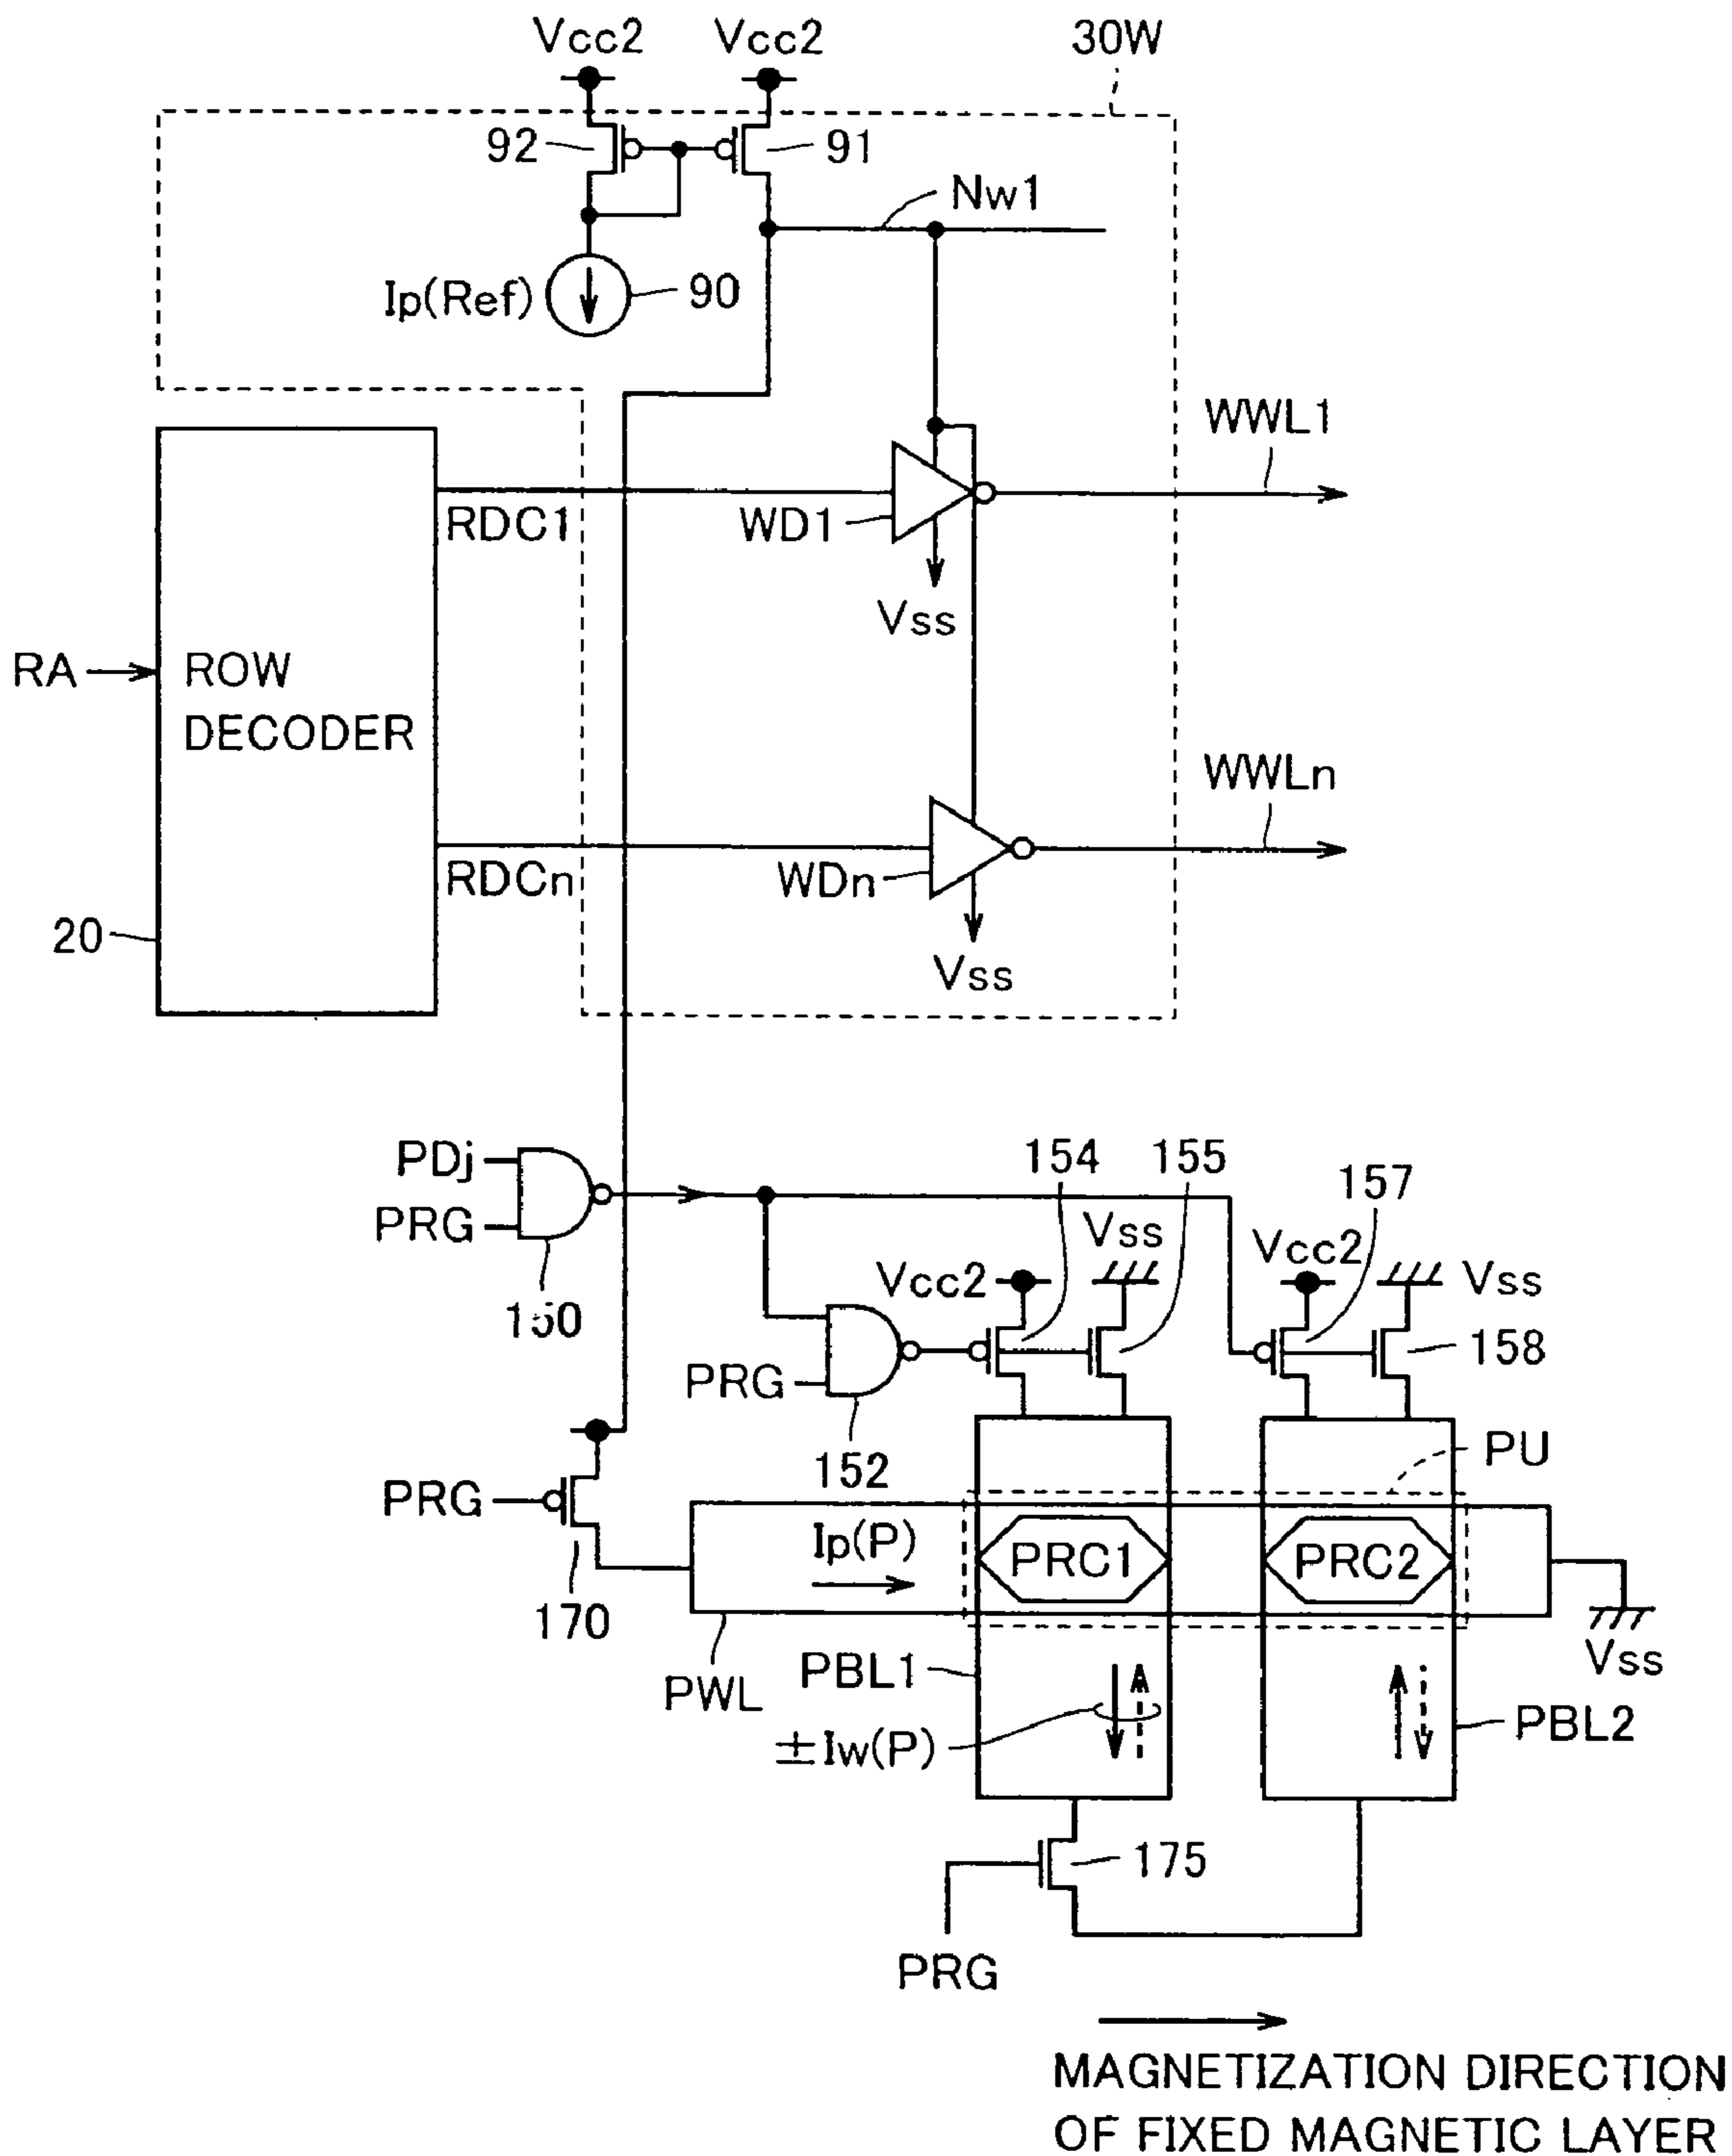 Vcc2 Vcc2 30W
92 91
Nw1
Ip(Ref) 90
WWL1
RDC1 WD1
Vss
RA ROW
DECODER
WWLn
RDCn WDn
20
Vss
PDj
PRG
150
154 155 157
Vss
Vcc2 Vcc2 Vss
158
PRG
152
PU
PRG
Ip(P) PRC1 PRC2
170
PWL PBL1 Vss
±Iw(P) PBL2
175
PRG
MAGNETIZATION DIRECTION
OF FIXED MAGNETIC LAYER